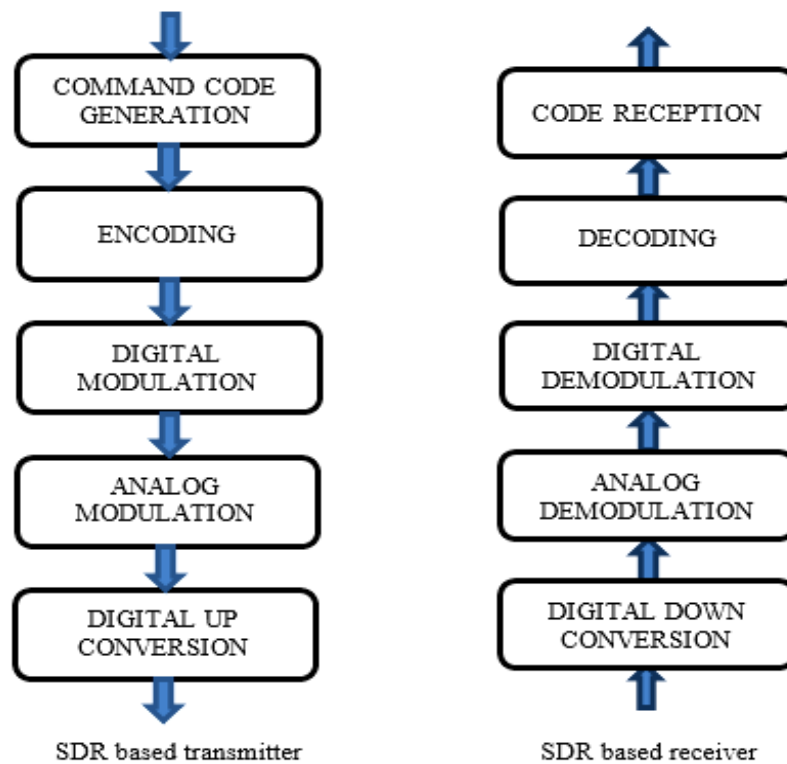 COMMAND CODE
GENERATION
ENCODING
DIGITAL
MODULATION
ANALOG
MODULATION
DIGITAL UP
CONVERSION
SDR based transmitter
CODE RECEPTION
DECODING
DIGITAL
DEMODULATION
ANALOG
DEMODULATION
DIGITAL DOWN
CONVERSION
SDR based receiver